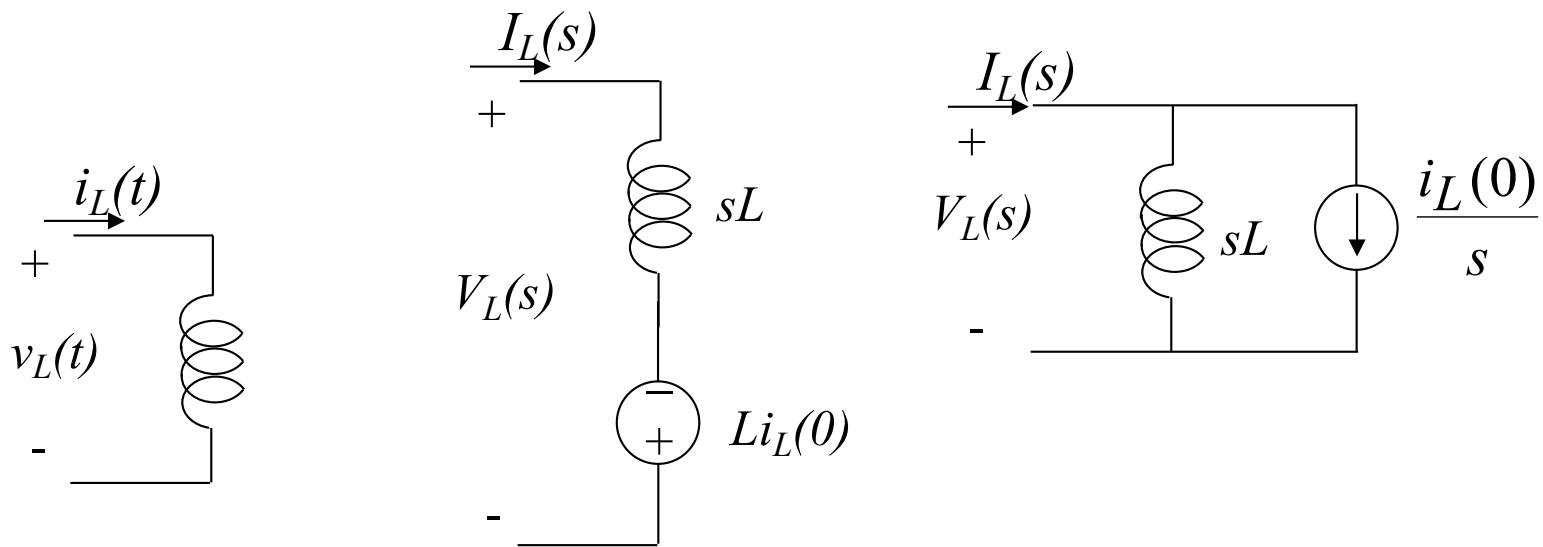 i_L(t)
+
v_L(t)
-
I_L(s)
+
sL
V_L(s)
−
+
Li_L(0)
-
I_L(s)
+
V_L(s)
sL
i_L(0)
s
-